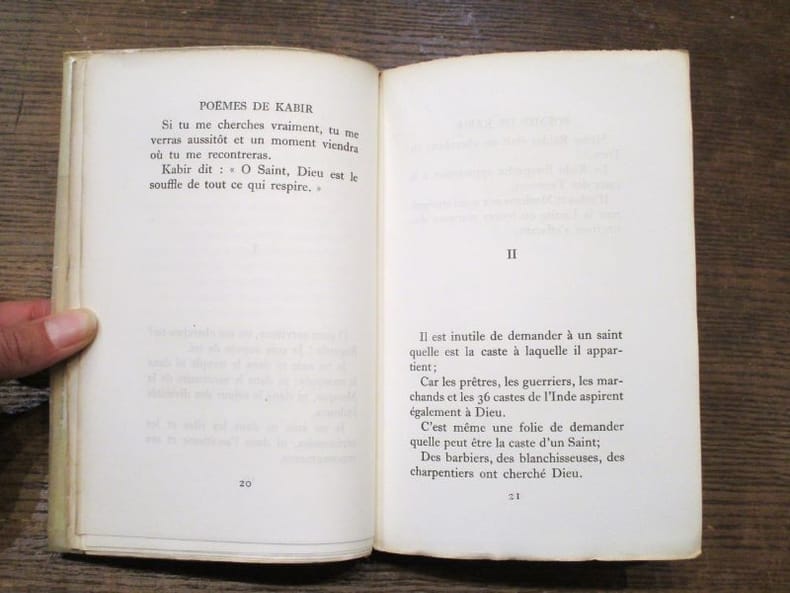 POËMES DE KABIR
Si tu me cherches vraiment, tu me
verras aussitôt et un moment viendra
où tu me recontreras.
Kabir dit : « O Saint, Dieu est le
souffle de tout ce qui respire. »
20
II
Il est inutile de demander à un saint
quelle est la caste à laquelle il appar-
tient ;
Car les prêtres, les guerriers, les mar-
chands et les 36 castes de l'Inde aspirent
également à Dieu.
C'est même une folie de demander
quelle peut être la caste d'un Saint;
Des barbiers, des blanchisseuses, des
charpentiers ont cherché Dieu.
21